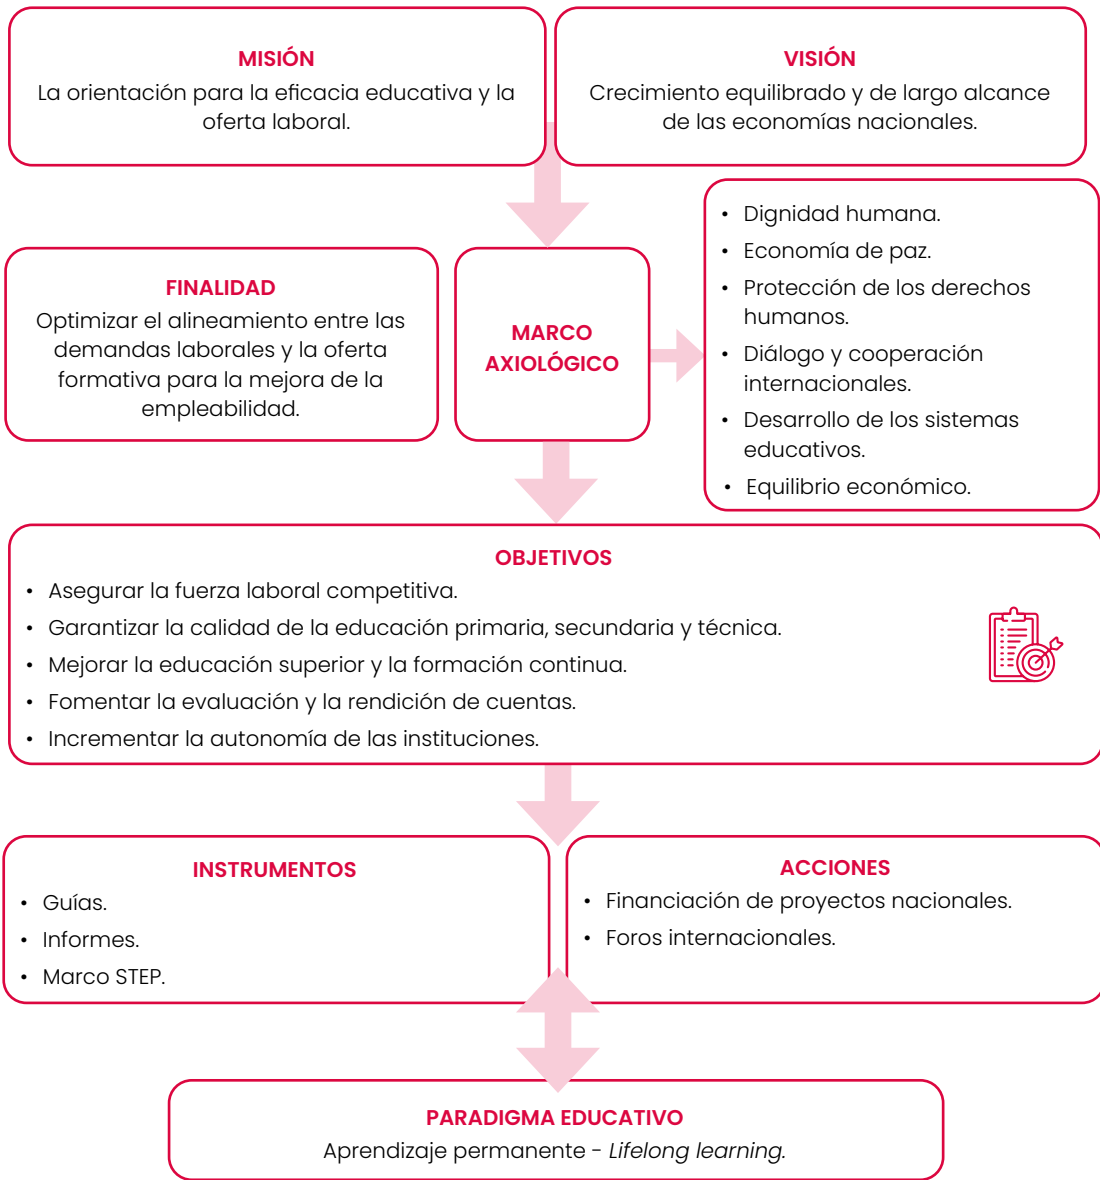 MISIÓN
La orientación para la eficacia educativa y la
oferta laboral.
VISIÓN
Crecimiento equilibrado y de largo alcance
de las economías nacionales.
FINALIDAD
Optimizar el alineamiento entre las
demandas laborales y la oferta
formativa para la mejora de la
empleabilidad.
MARCO
AXIOLÓGICO
• Dignidad humana.
• Economía de paz.
• Protección de los derechos
humanos.
• Diálogo y cooperación
internacionales.
• Desarrollo de los sistemas
educativos.
• Equilibrio económico.
OBJETIVOS
• Asegurar la fuerza laboral competitiva.
• Garantizar la calidad de la educación primaria, secundaria y técnica.
• Mejorar la educación superior y la formación continua.
• Fomentar la evaluación y la rendición de cuentas.
• Incrementar la autonomía de las instituciones.
INSTRUMENTOS
• Guías.
• Informes.
• Marco STEP.
ACCIONES
• Financiación de proyectos nacionales.
• Foros internacionales.
PARADIGMA EDUCATIVO
Aprendizaje permanente - Lifelong learning.